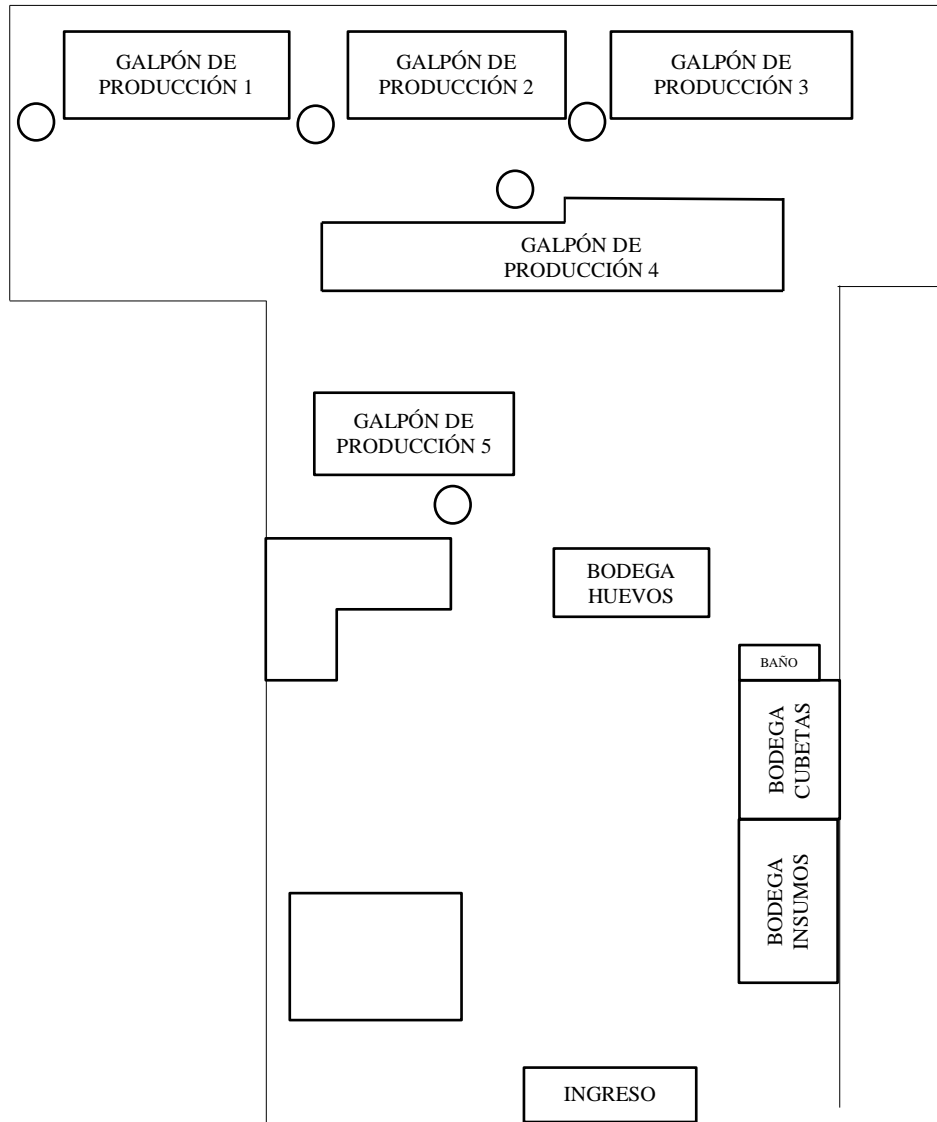 GALPÓN DE
PRODUCCIÓN 1
GALPÓN DE
PRODUCCIÓN 2
GALPÓN DE
PRODUCCIÓN 3
GALPÓN DE
PRODUCCIÓN 4
GALPÓN DE
PRODUCCIÓN 5
BODEGA
HUEVOS
BAÑO
BODEGA
CUBETAS
BODEGA
INSUMOS
INGRESO